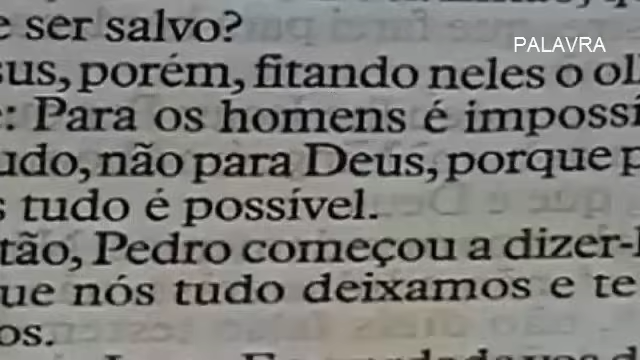 e ser salvo?
PALAVRA
sus, porém, fitando neles o ol
e: Para os homens é impossí
udo, não para Deus, porque p
s tudo é possível.
tão, Pedro começou a dizer-l
ue nós tudo deixamos e te
os.